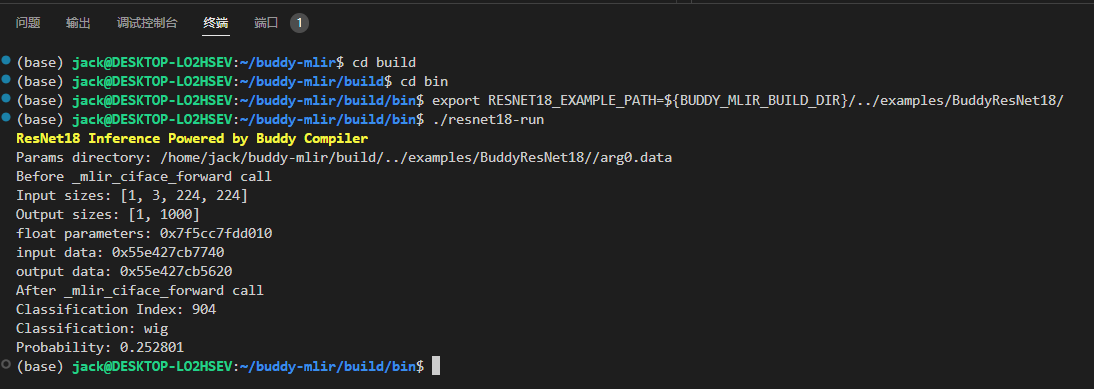 问题 输出 调试控制台 终端 端口 1
(base) jack@DESKTOP-LO2HSEV:~/buddy-mlir$ cd build
(base) jack@DESKTOP-LO2HSEV:~/buddy-mlir/build$ cd bin
(base) jack@DESKTOP-LO2HSEV:~/buddy-mlir/build/bin$ export RESNET18_EXAMPLE_PATH=${BUDDY_MLIR_BUILD_DIR}/../examples/BuddyResNet18/
(base) jack@DESKTOP-LO2HSEV:~/buddy-mlir/build/bin$ ./resnet18-run
ResNet18 Inference Powered by Buddy Compiler
Params directory: /home/jack/buddy-mlir/build/../examples/BuddyResNet18//arg0.data
Before _mlir_ciface_forward call
Input sizes: [1, 3, 224, 224]
Output sizes: [1, 1000]
float parameters: 0x7f5cc7fdd010
input data: 0x55e427cb7740
output data: 0x55e427cb5620
After _mlir_ciface_forward call
Classification Index: 904
Classification: wig
Probability: 0.252801
(base) jack@DESKTOP-LO2HSEV:~/buddy-mlir/build/bin$